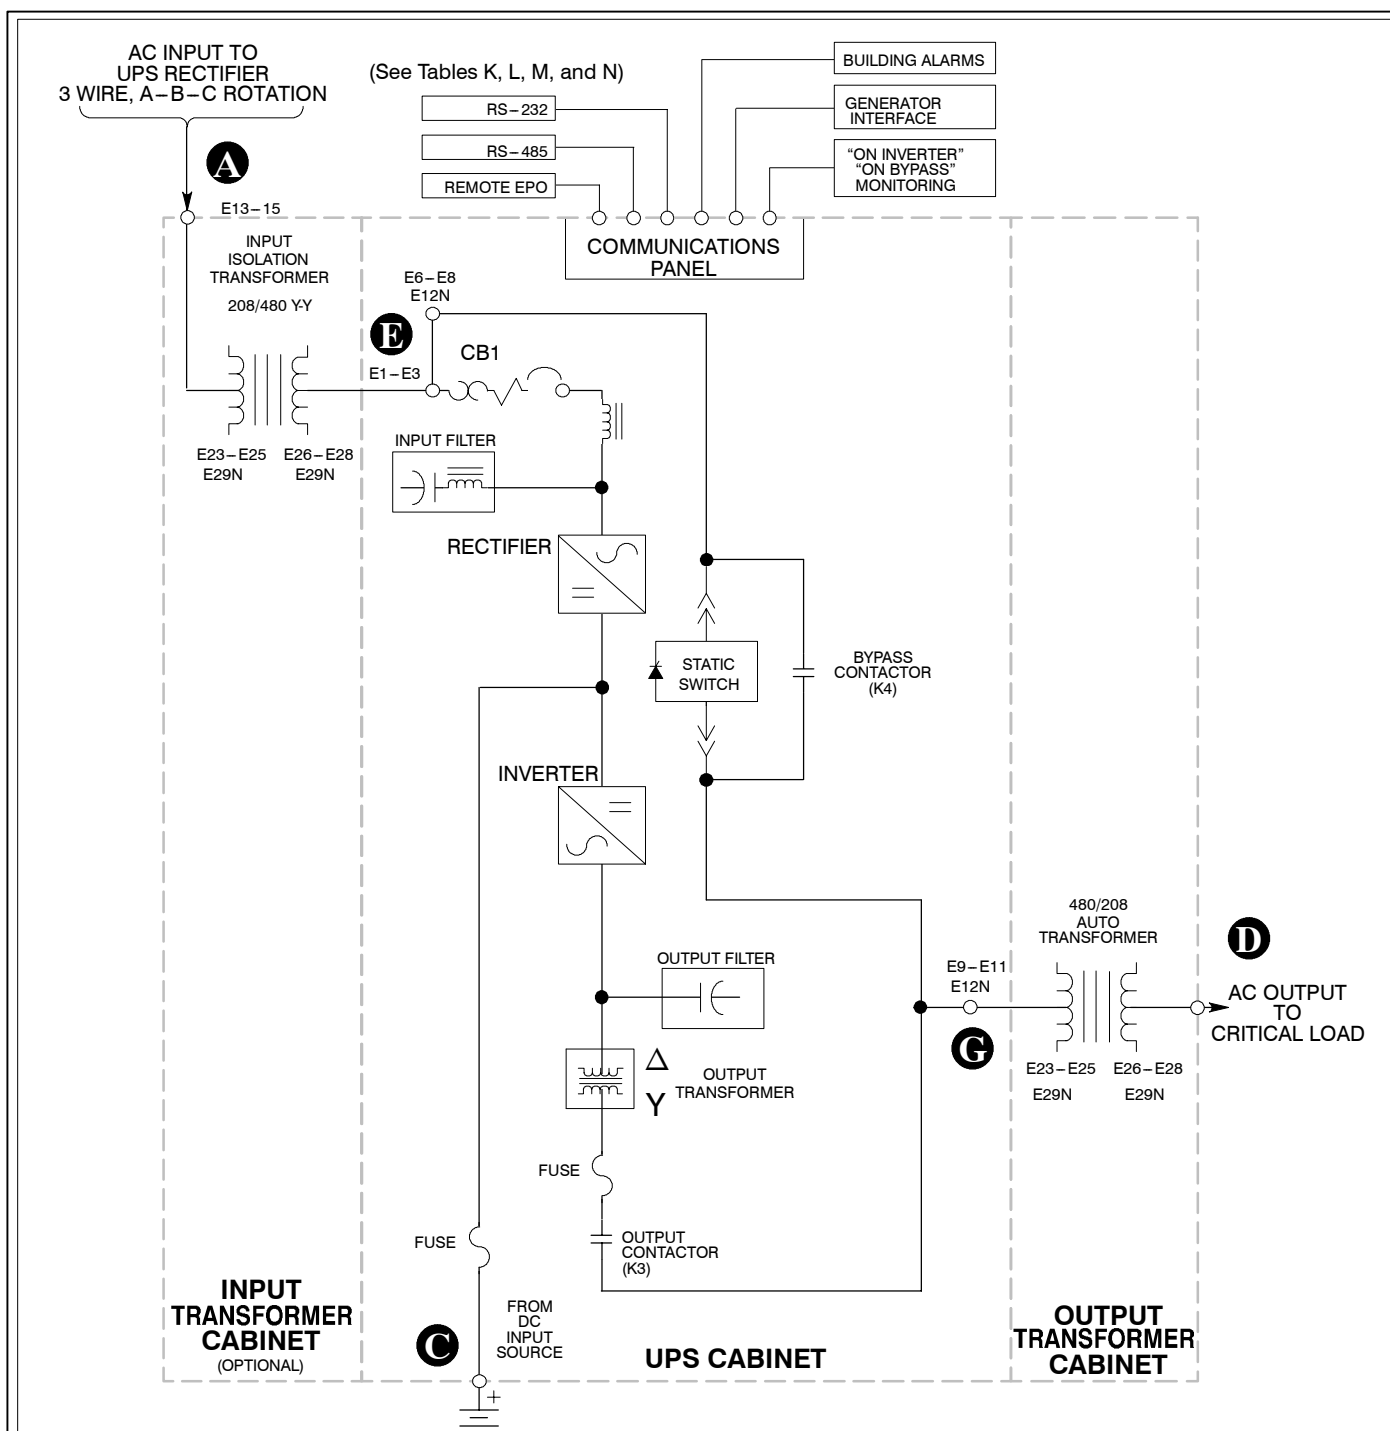 AC INPUT TO
UPS RECTIFIER
3 WIRE, A–B–C ROTATION
(See Tables K, L, M, and N)
RS–232
RS–485
REMOTE EPO
BUILDING ALARMS
GENERATOR
INTERFACE
“ON INVERTER”
“ON BYPASS”
MONITORING
A
E13–15
COMMUNICATIONS
PANEL
INPUT
ISOLATION
TRANSFORMER
208/480 Y-Y
E6–E8
E12N
E
CB1
E1–E3
E23–E25
E29N
E26–E28
E29N
INPUT FILTER
RECTIFIER
STATIC
SWITCH
BYPASS
CONTACTOR
(K4)
INVERTER
480/208
AUTO
TRANSFORMER
D
OUTPUT FILTER
E9–E11
E12N
AC OUTPUT
TO
CRITICAL LOAD
G
E23–E25
E29N
E26–E28
E29N
Δ
Y
OUTPUT
TRANSFORMER
FUSE
FUSE
OUTPUT
CONTACTOR
(K3)
INPUT
TRANSFORMER
CABINET
(OPTIONAL)
C
FROM
DC
INPUT
SOURCE
+
UPS CABINET
OUTPUT
TRANSFORMER
CABINET